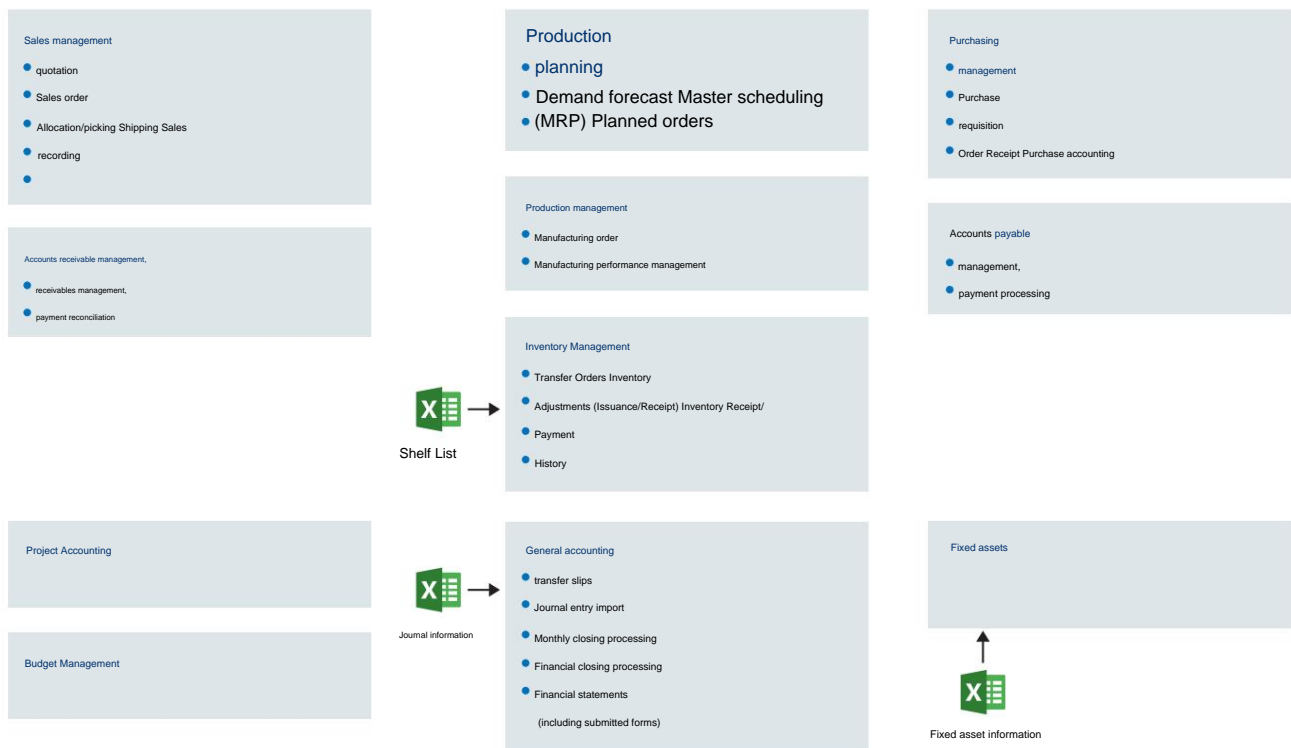 Sales management
quotation
Sales order
Allocation/picking Shipping Sales
recording
Accounts receivable management,
receivables management,
payment reconciliation
Production
planning
Demand forecast Master scheduling
(MRP) Planned orders
Production management
Manufacturing order
Manufacturing performance management
Purchasing
management
Purchase
requisition
Order Receipt Purchase accounting
Accounts payable
management,
payment processing
X
Shelf List
Inventory Management
Transfer Orders Inventory
Adjustments (Issuance/Receipt) Inventory Receipt/
Payment
History
Project Accounting
Budget Management
X
Journal information
General accounting
transfer slips
Journal entry import
Monthly closing processing
Financial closing processing
Financial statements
(including submitted forms)
Fixed assets
X
Fixed asset information